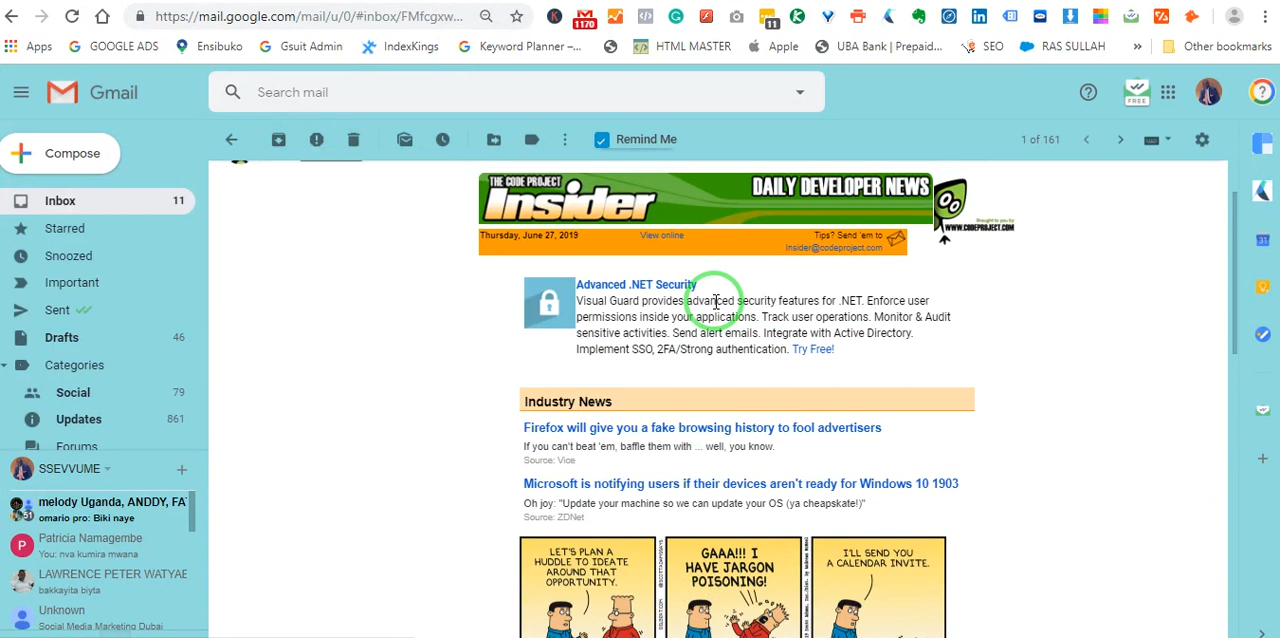 https://mail.google.com/mail/u/0/#inbox/FMfcgxw...
1170
11
Apps
GOOGLE ADS
Ensibuko
Gsuit Admin
IndexKings
Keyword Planner –...
HTML MASTER
Apple
UBA Bank | Prepaid...
SEO
RAS SULLAH
»
Other bookmarks
Gmail
Search mail
FREE
Compose
Remind Me
1 of 161
Inbox 11
Starred
Snoozed
Important
Sent
Drafts 46
Categories
Social 79
Updates 861
Forums
SSEVVUME
melody Uganda, ANDDY, FA
omario pro: Biki naye
P
Patricia Namagembe
You: nva kumira mwana
LAWRENCE PETER WATYAE
bakkayita biyta
Unknown
Social Media Marketing Dubai
THE CODE PROJECT
Insider
DAILY DEVELOPER NEWS
Brought to you by
WWW.CODEPROJECT.COM
Thursday, June 27, 2019
View online
Tips? Send 'em to
Insider@codeproject.com
Advanced .NET Security
Visual Guard provides advanced security features for .NET. Enforce user
permissions inside your applications. Track user operations. Monitor & Audit
sensitive activities. Send alert emails. Integrate with Active Directory.
Implement SSO, 2FA/Strong authentication. Try Free!
Industry News
Firefox will give you a fake browsing history to fool advertisers
If you can't beat 'em, baffle them with ... well, you know.
Source: Vice
Microsoft is notifying users if their devices aren't ready for Windows 10 1903
Oh joy: "Update your machine so we can update your OS (ya cheapskate!)"
Source: ZDNet
LET'S PLAN A
HUDDLE TO IDEATE
AROUND THAT
OPPORTUNITY.
GAAA!!! I
HAVE JARGON
POISONING!
I'LL SEND YOU
A CALENDAR INVITE.